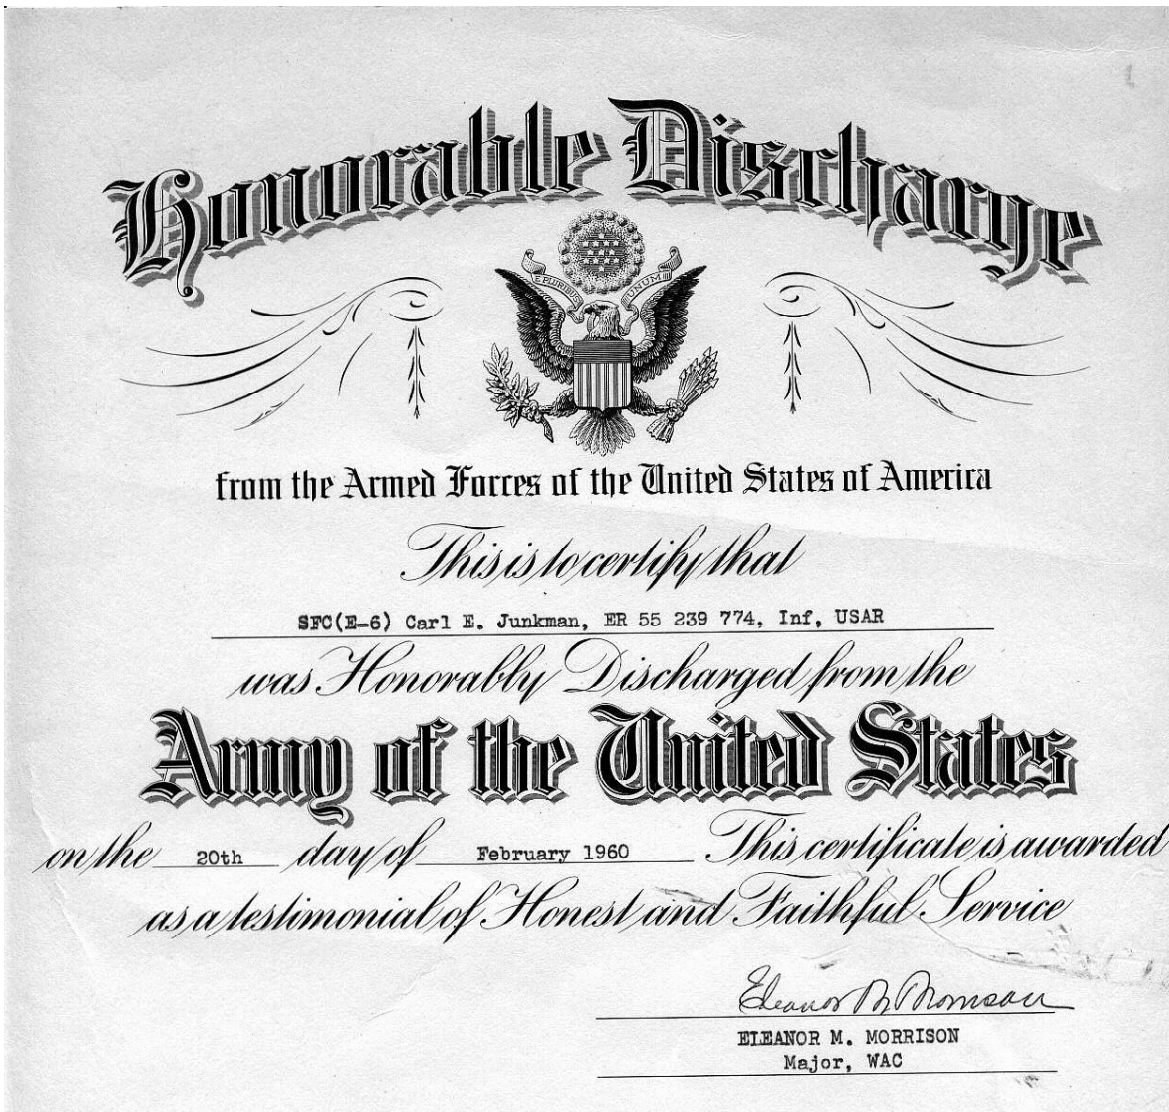 Honorable Discharge
E PLURIBUS UNUM
from the Armed Forces of the United States of America
This is to certify that
SFC(E-6) Carl E. Junkman, ER 55 239 774, Inf, USAR
was Honorably Discharged from the
Army of the United States
on the 20th day of February 1960 This certificate is awarded
as a testimonial of Honest and Faithful Service
Eleanor M Morrison
ELEANOR M. MORRISON
Major, WAC